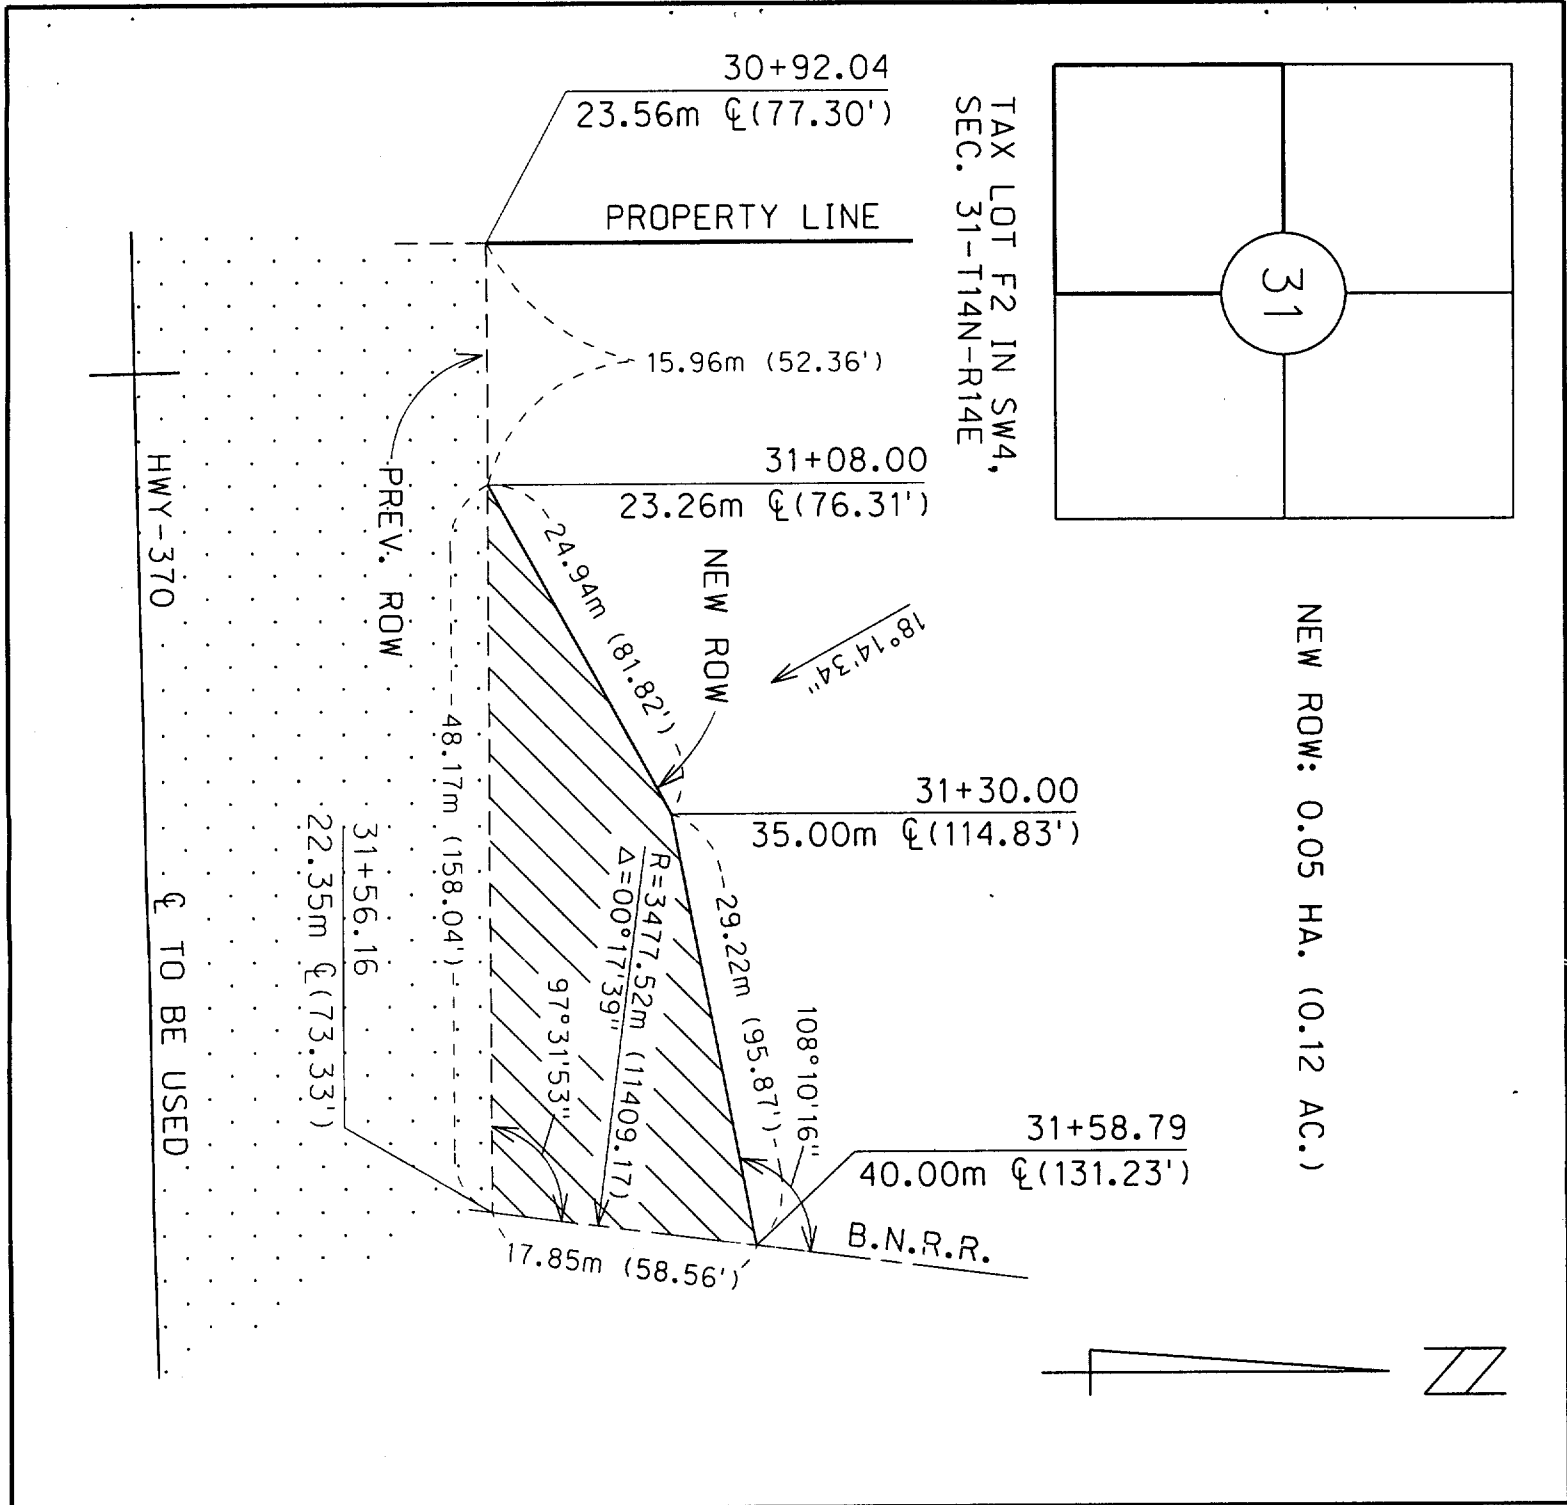 30+92.04
23.56m ℄(77.30')
PROPERTY LINE
TAX LOT F2 IN SW4,
SEC. 31-T14N-R14E
31
15.96m (52.36')
31+08.00
23.26m ℄(76.31')
PREV. ROW
HWY-370
24.94m (81.82')
NEW ROW
18°14'34"
NEW ROW: 0.05 HA. (0.12 AC.)
31+30.00
35.00m ℄(114.83')
48.17m (158.04')
31+56.16
22.35m ℄(73.33')
R=3477.52m (11409.17)
Δ=00°17'39"
97°31'53"
29.22m (95.87')
108°10'16"
31+58.79
40.00m ℄(131.23')
℄ TO BE USED
17.85m (58.56')
B.N.R.R.
N